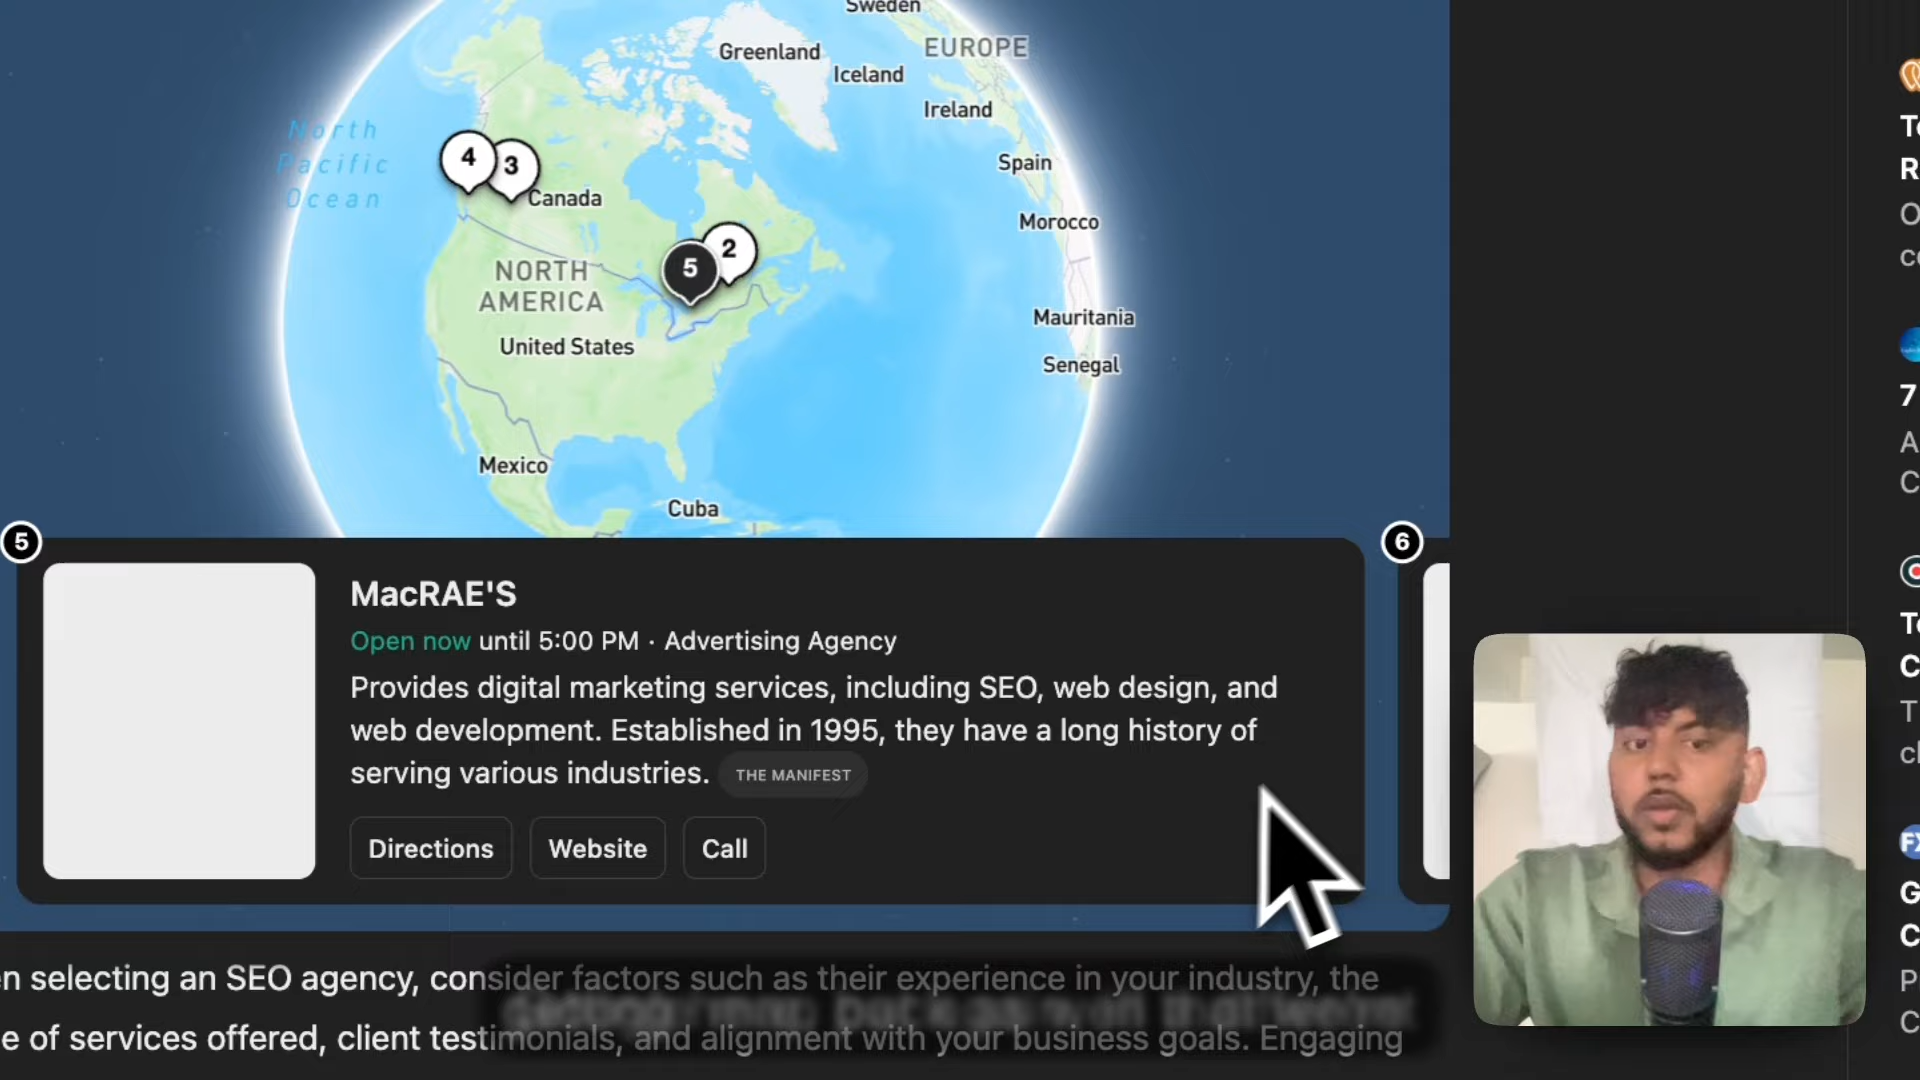 Sweden
Greenland
EUROPE
Iceland
Ireland
North
Pacific
Ocean
4
3
Canada
Spain
Morocco
2
5
NORTH
AMERICA
United States
Mauritania
Senegal
Mexico
Cuba
5
6
MacRAE'S
Open now until 5:00 PM · Advertising Agency
Provides digital marketing services, including SEO, web design, and
web development. Established in 1995, they have a long history of
serving various industries. THE MANIFEST
Directions
Website
Call
selecting an SEO agency, consider factors such as their experience in your industry, the
of services offered, client testimonials, and alignment with your business goals. Engaging
7